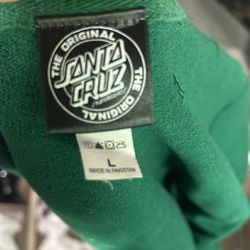 THE ORIGINAL
SANTA
CRUZ
THE ORIGINAL
L
MADE IN PAKISTAN